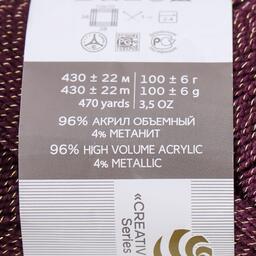 430 ± 22 м 100 ± 6 г
430 ± 22 m 100 ± 6 g
470 yards 3,5 OZ
96% АКРИЛ ОБЪЕМНЫЙ
4% МЕТАНИТ
96% HIGH VOLUME ACRYLIC
4% METALLIC
«CREATIV
Series